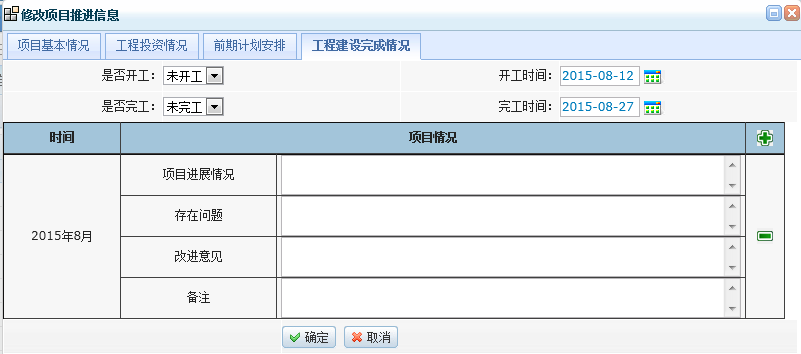 修改项目推进信息
项目基本情况 工程投资情况 前期计划安排 工程建设完成情况
是否开工: 未开工 开工时间: 2015-08-12
是否完工: 未完工 完工时间: 2015-08-27
时间 项目情况
项目进展情况
存在问题
2015年8月
改进意见
备注
确定 取消